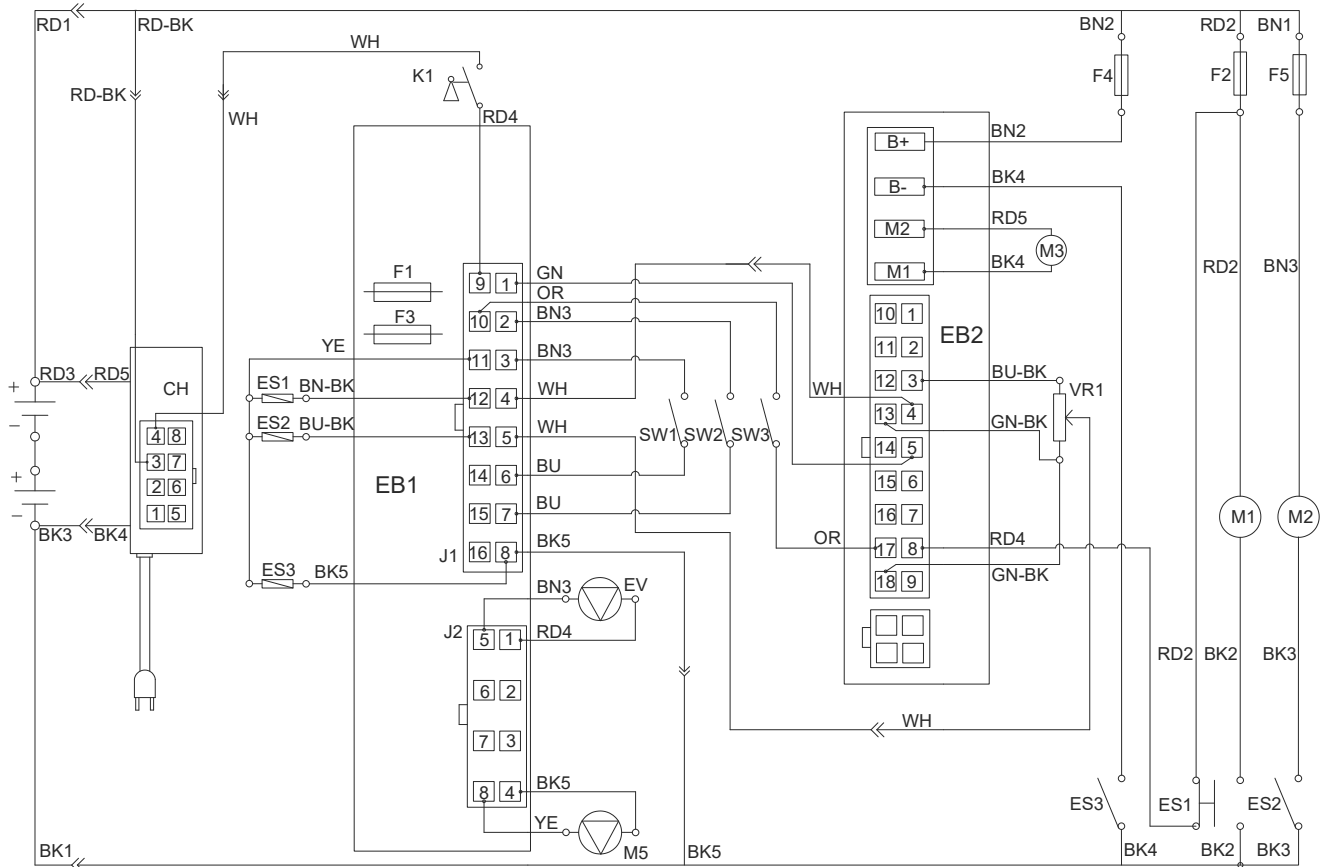 RD1 RD-BK BN2 RD2 BN1
WH
K1 F4 F2 F5
RD-BK
WH RD4
B+ BN2
B- BK4
M2 RD5
M3
M1 BK4
RD2 BN3
F1 9 1 GN
OR
F3 10 2 BN3
10 1 EB2
YE 11 3 BN3
11 2
RD3 RD5 CH
+ ES1 BN-BK 12 4 WH
12 3 BU-BK VR1
- ES2 BU-BK 13 5 WH
WH 13 4 GN-BK
4 8 SW1 SW2 SW3
14 5
3 7 EB1 14 6 BU
15 6
+ 2 6
- 1 5 15 7 BU
16 7 M1 M2
BK3 BK4
J1 16 8 BK5
OR 17 8 RD4
ES3 BK5
18 9 GN-BK
BN3 EV
J2 5 1 RD4
RD2 BK2 BK3
6 2
7 3 WH
8 4 BK5
ES3 ES1 ES2
YE M5
BK1 BK5 BK4 BK2 BK3